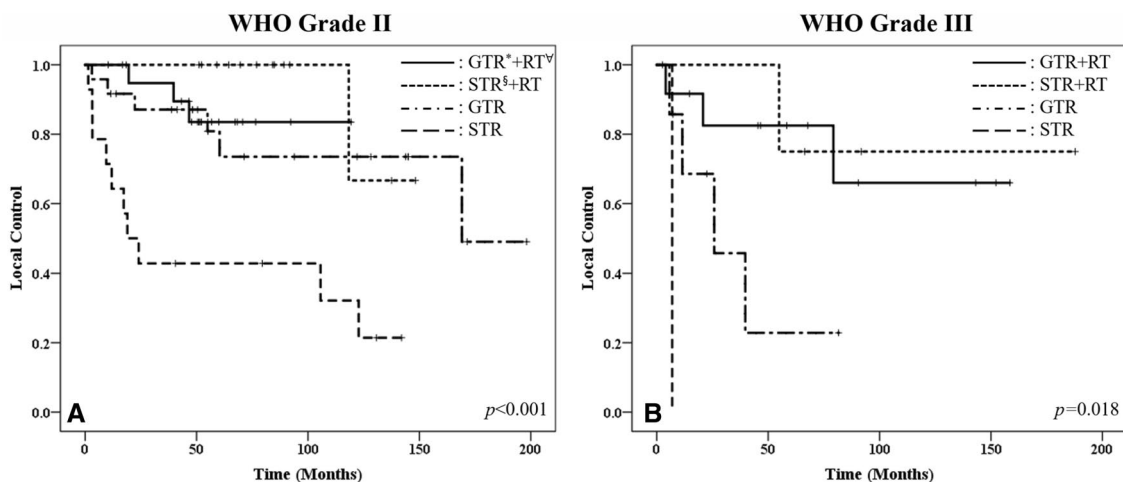 WHO Grade II
1.0
0.8
0.6
0.4
0.2
0.0
Local Control
: GTR*+RT∀
: STR§+RT
: GTR
: STR
A
p<0.001
0 50 100 150 200
Time (Months)
WHO Grade III
1.0
0.8
0.6
0.4
0.2
0.0
Local Control
: GTR+RT
: STR+RT
: GTR
: STR
B
p=0.018
0 50 100 150 200
Time (Months)